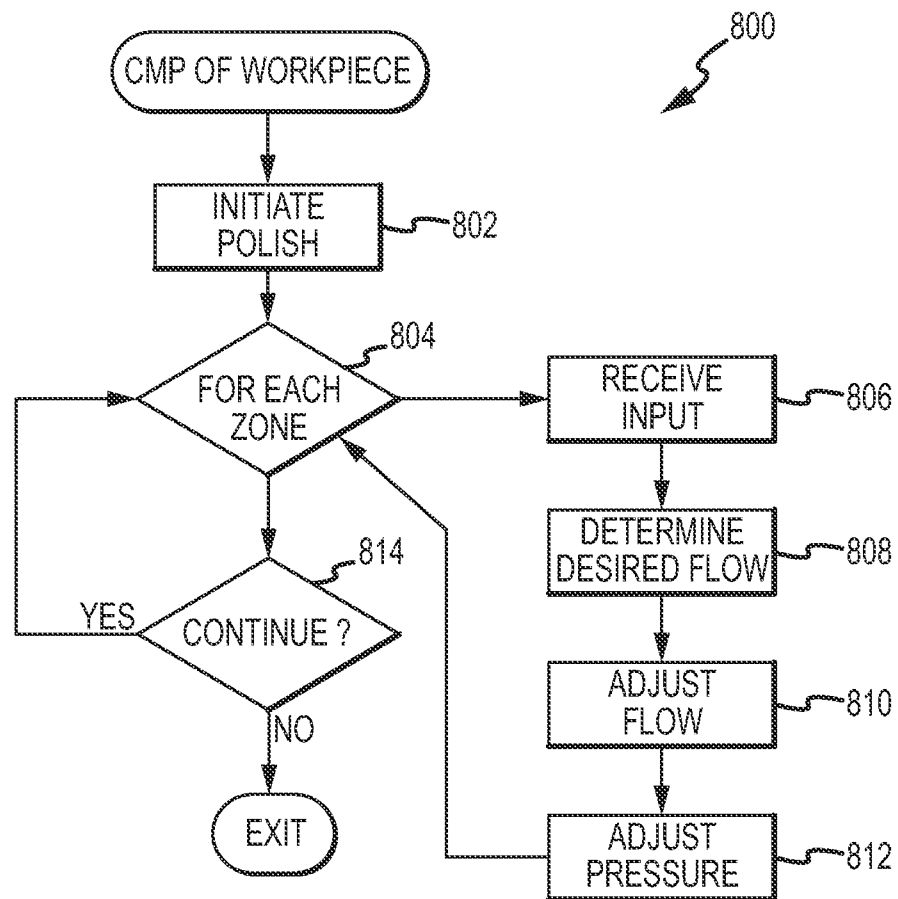 800
CMP OF WORKPIECE
INITIATE
POLISH
802
804
FOR EACH
ZONE
RECEIVE
INPUT
806
DETERMINE
DESIRED FLOW
808
814
YES
CONTINUE ?
NO
ADJUST
FLOW
810
EXIT
ADJUST
PRESSURE
812